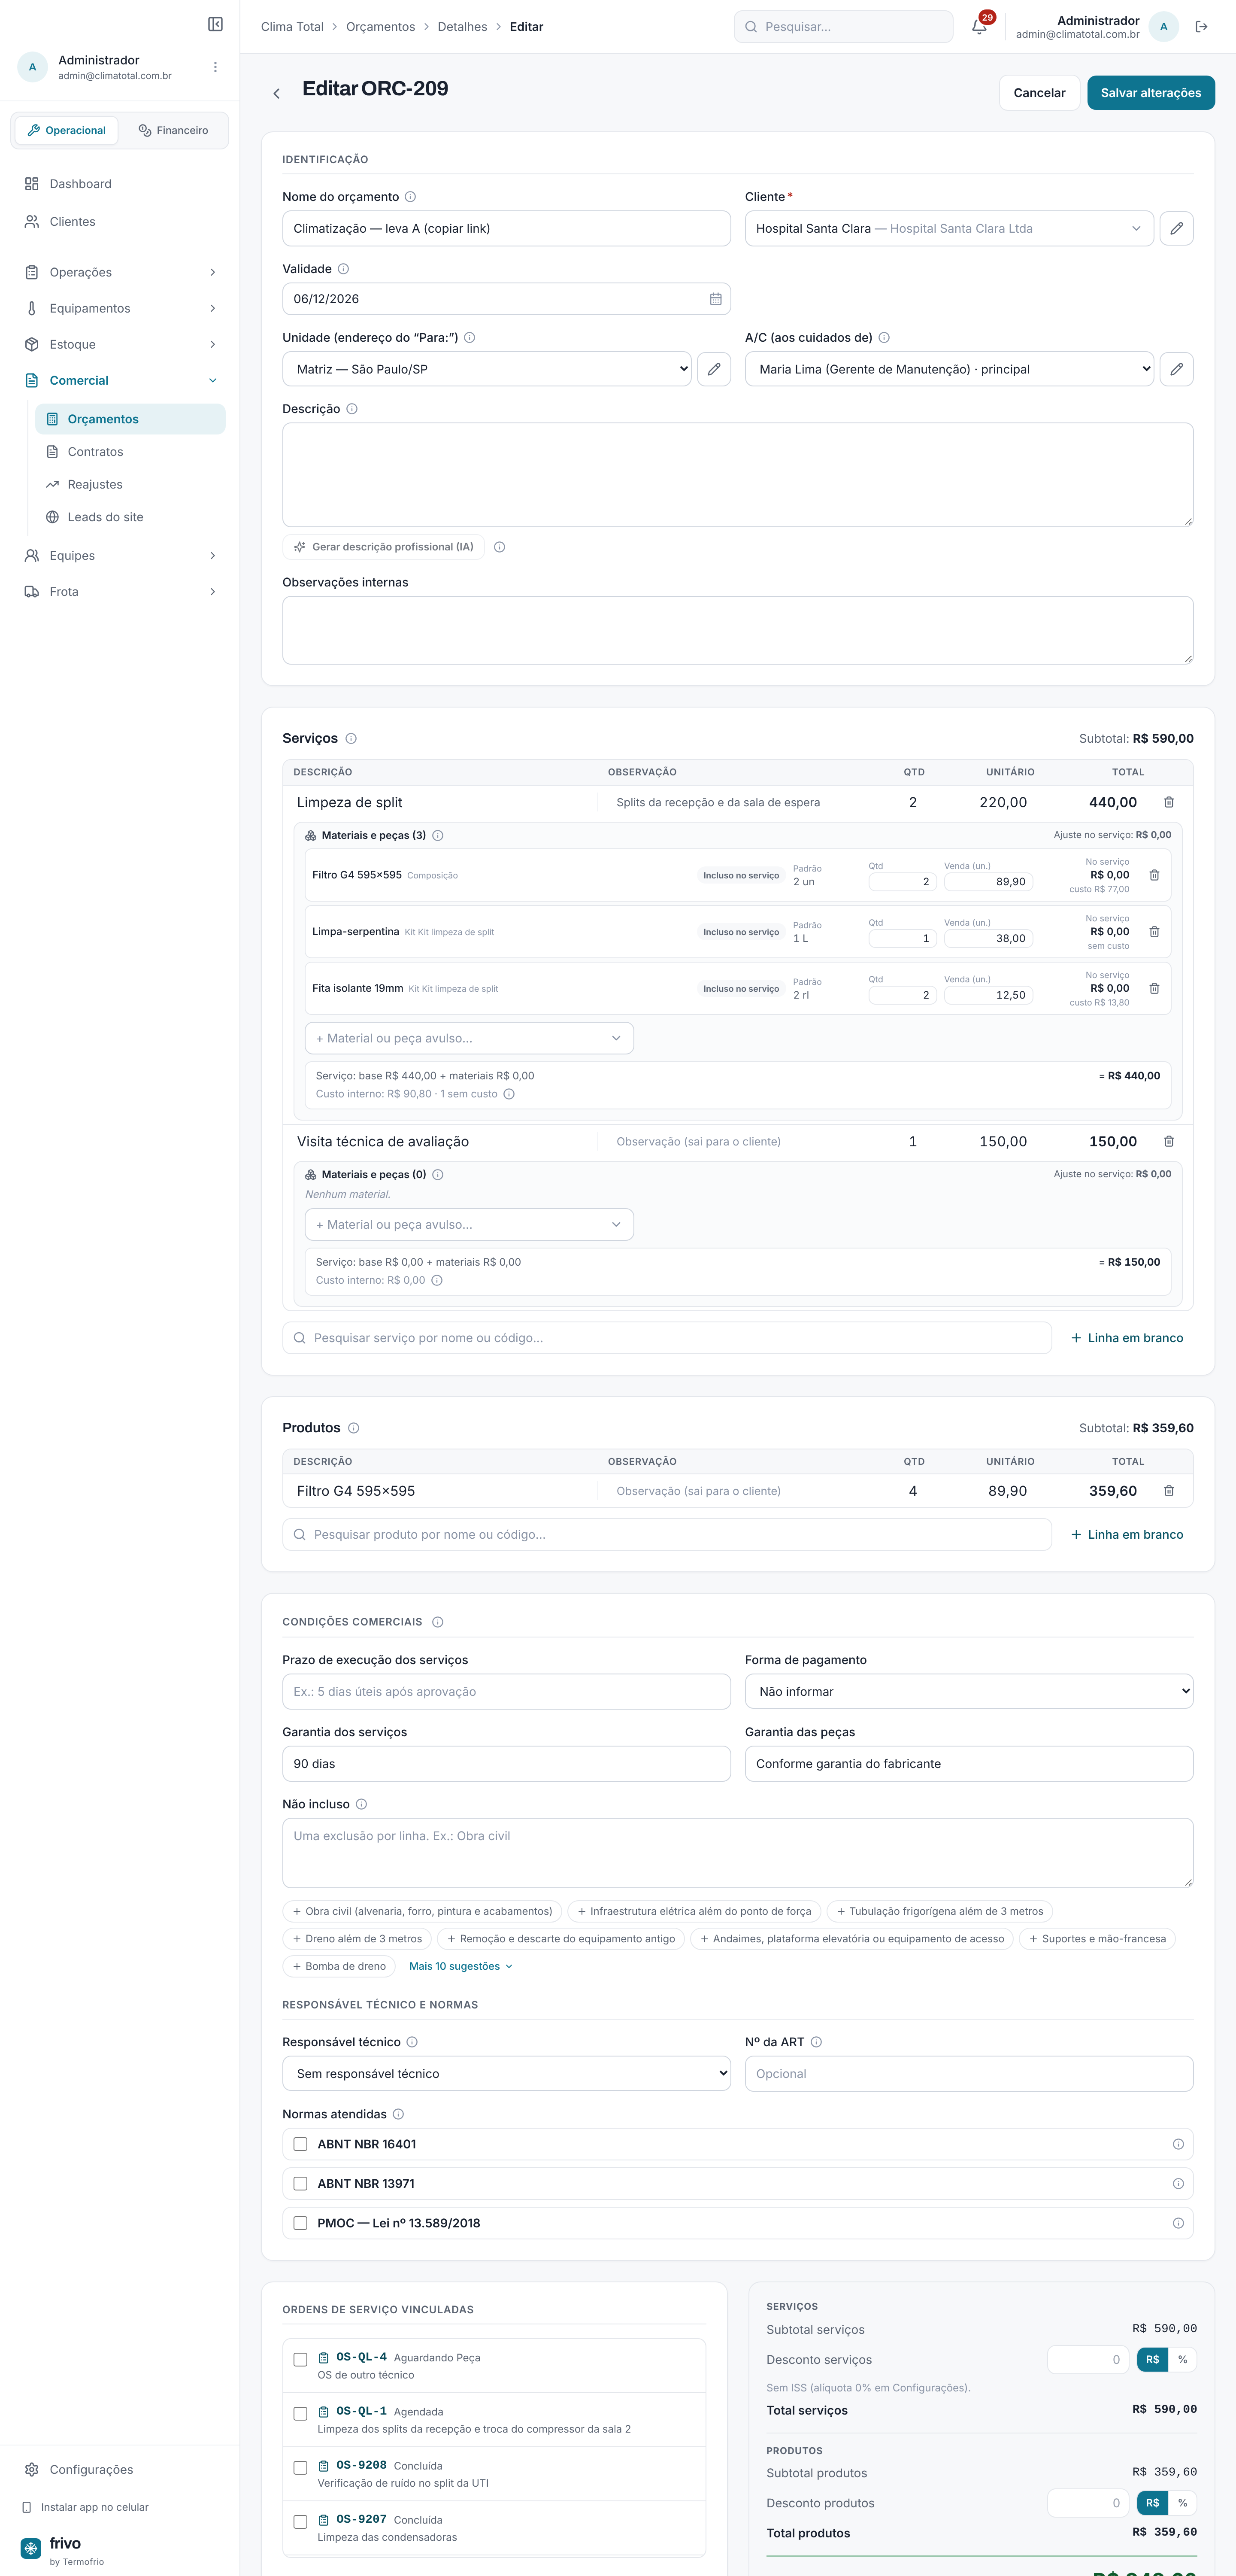 Administrador
admin@climatotal.com.br
Operacional
Financeiro
Dashboard
Clientes
Operações
Equipamentos
Estoque
Comercial
Orçamentos
Contratos
Reajustes
Leads do site
Equipes
Frota
Configurações
Instalar app no celular
frivo
by Termofrio
Clima Total > Orçamentos > Detalhes > Editar
Pesquisar...
29
Administrador
admin@climatotal.com.br
A
Editar ORC-209
Cancelar
Salvar alterações
IDENTIFICAÇÃO
Nome do orçamento
Cliente *
Climatização — leva A (copiar link)
Hospital Santa Clara — Hospital Santa Clara Ltda
Validade
06/12/2026
Unidade (endereço do “Para:”)
A/C (aos cuidados de)
Matriz — São Paulo/SP
Maria Lima (Gerente de Manutenção) · principal
Descrição
Gerar descrição profissional (IA)
Observações internas
Serviços
Subtotal: R$ 590,00
DESCRIÇÃO OBSERVAÇÃO QTD UNITÁRIO TOTAL
Limpeza de split Splits da recepção e da sala de espera 2 220,00 440,00
Materiais e peças (3)
Ajuste no serviço: R$ 0,00
Filtro G4 595×595 Composição
Incluso no serviço
Padrão
2 un
Qtd
2
Venda (un.)
89,90
No serviço
R$ 0,00
custo R$ 77,00
Limpa-serpentina Kit Kit limpeza de split
Incluso no serviço
Padrão
1 L
Qtd
1
Venda (un.)
38,00
No serviço
R$ 0,00
sem custo
Fita isolante 19mm Kit Kit limpeza de split
Incluso no serviço
Padrão
2 rl
Qtd
2
Venda (un.)
12,50
No serviço
R$ 0,00
custo R$ 13,80
+ Material ou peça avulso...
Serviço: base R$ 440,00 + materiais R$ 0,00 = R$ 440,00
Custo interno: R$ 90,80 · 1 sem custo
Visita técnica de avaliação Observação (sai para o cliente) 1 150,00 150,00
Materiais e peças (0)
Ajuste no serviço: R$ 0,00
Nenhum material.
+ Material ou peça avulso...
Serviço: base R$ 0,00 + materiais R$ 0,00 = R$ 150,00
Custo interno: R$ 0,00
Pesquisar serviço por nome ou código...
+ Linha em branco
Produtos
Subtotal: R$ 359,60
DESCRIÇÃO OBSERVAÇÃO QTD UNITÁRIO TOTAL
Filtro G4 595×595 Observação (sai para o cliente) 4 89,90 359,60
Pesquisar produto por nome ou código...
+ Linha em branco
CONDIÇÕES COMERCIAIS
Prazo de execução dos serviços
Forma de pagamento
Ex.: 5 dias úteis após aprovação
Não informar
Garantia dos serviços
Garantia das peças
90 dias
Conforme garantia do fabricante
Não incluso
Uma exclusão por linha. Ex.: Obra civil
+ Obra civil (alvenaria, forro, pintura e acabamentos)
+ Infraestrutura elétrica além do ponto de força
+ Tubulação frigorígena além de 3 metros
+ Dreno além de 3 metros
+ Remoção e descarte do equipamento antigo
+ Andaimes, plataforma elevatória ou equipamento de acesso
+ Suportes e mão-francesa
+ Bomba de dreno
Mais 10 sugestões
RESPONSÁVEL TÉCNICO E NORMAS
Responsável técnico
Nº da ART
Sem responsável técnico
Opcional
Normas atendidas
ABNT NBR 16401
ABNT NBR 13971
PMOC — Lei nº 13.589/2018
ORDENS DE SERVIÇO VINCULADAS
OS-QL-4 Aguardando Peça
OS de outro técnico
OS-QL-1 Agendada
Limpeza dos splits da recepção e troca do compressor da sala 2
OS-9208 Concluída
Verificação de ruído no split da UTI
OS-9207 Concluída
Limpeza das condensadoras
SERVIÇOS
Subtotal serviços R$ 590,00
Desconto serviços 0 R$ %
Sem ISS (alíquota 0% em Configurações).
Total serviços R$ 590,00
PRODUTOS
Subtotal produtos R$ 359,60
Desconto produtos 0 R$ %
Total produtos R$ 359,60